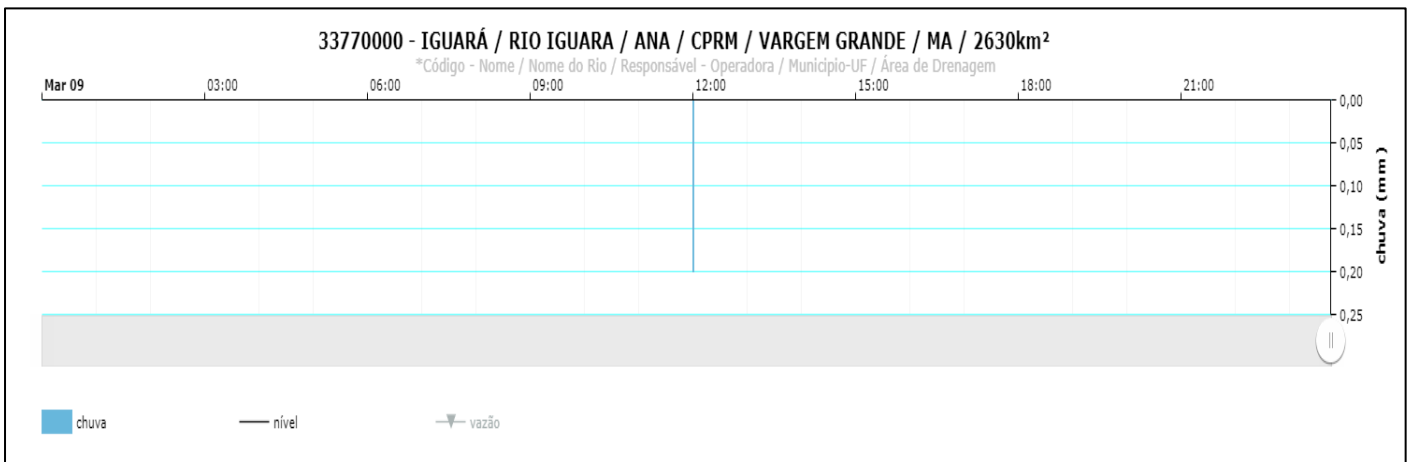 33770000 - IGUARÁ / RIO IGUARA / ANA / CPRM / VARGEM GRANDE / MA / 2630km²
*Código - Nome / Nome do Rio / Responsável - Operadora / Municipio-UF / Área de Drenagem
Mar 09 03:00 06:00 09:00 12:00 15:00 18:00 21:00
0,00
0,05
0,10
0,15
0,20
0,25
chuva (mm)
chuva nível vazão